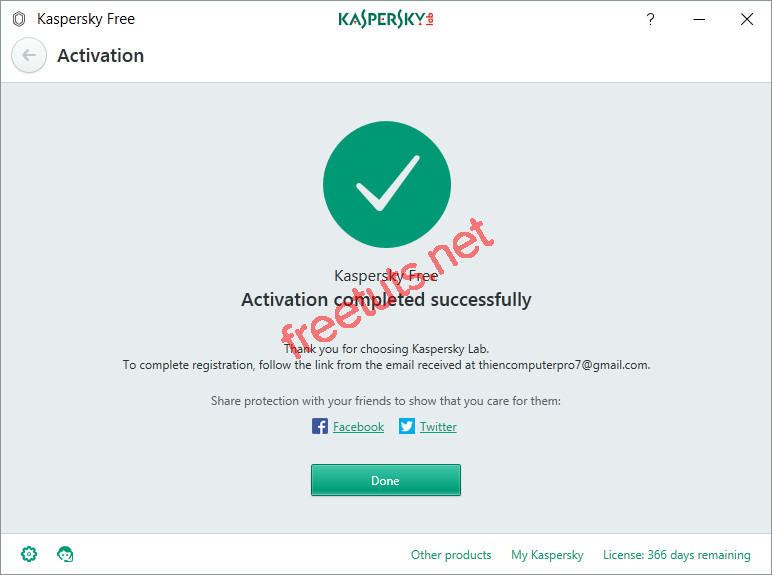 Kaspersky Free
KASPERSKY lab
?
Activation
freetuts.net
Kaspersky Free
Activation completed successfully
Thank you for choosing Kaspersky Lab.
To complete registration, follow the link from the email received at thiencomputerpro7@gmail.com.
Share protection with your friends to show that you care for them:
Facebook Twitter
Done
Other products My Kaspersky License: 366 days remaining